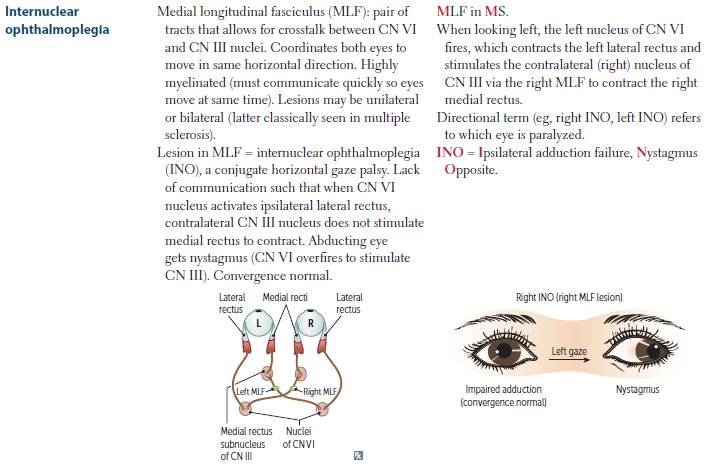 Internuclear
ophthalmoplegia
Medial longitudinal fasciculus (MLF): pair of
tracts that allows for crosstalk between CN VI
and CN III nuclei. Coordinates both eyes to
move in same horizontal direction. Highly
myelinated (must communicate quickly so eyes
move at same time). Lesions may be unilateral
or bilateral (latter classically seen in multiple
sclerosis).
Lesion in MLF = internuclear ophthalmoplegia
(INO), a conjugate horizontal gaze palsy. Lack
of communication such that when CN VI
nucleus activates ipsilateral lateral rectus,
contralateral CN III nucleus does not stimulate
medial rectus to contract. Abducting eye
gets nystagmus (CN VI overfires to stimulate
CN III). Convergence normal.
MLF in MS.
When looking left, the left nucleus of CN VI
fires, which contracts the left lateral rectus and
stimulates the contralateral (right) nucleus of
CN III via the right MLF to contract the right
medial rectus.
Directional term (eg, right INO, left INO) refers
to which eye is paralyzed.
INO = Ipsilateral adduction failure, Nystagmus
Opposite.
Lateral
rectus
Medial recti
Lateral
rectus
L
R
Left MLF
Right MLF
Medial rectus
subnucleus
of CN III
Nuclei
of CN VI
Rx
Right INO (right MLF lesion)
Left gaze
Impaired adduction
(convergence normal)
Nystagmus